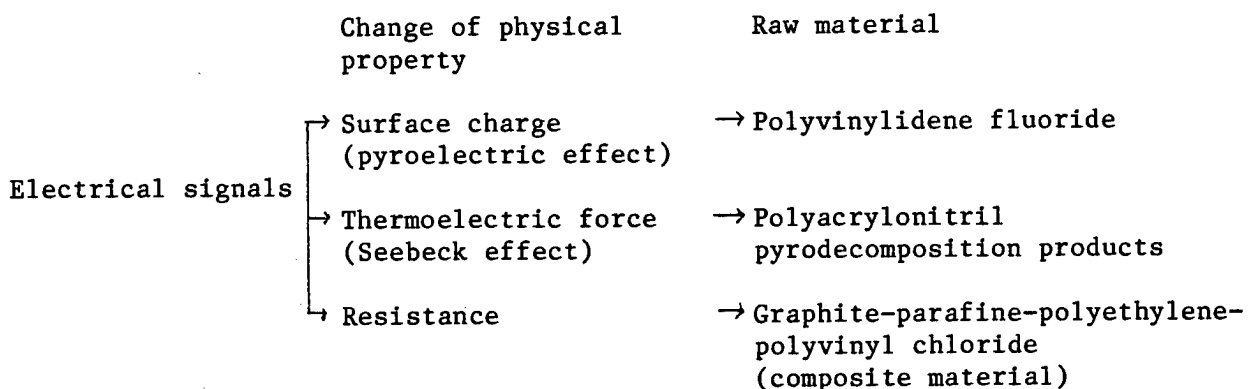 Change of physical property
Raw material
Electrical signals
→ Surface charge
(pyroelectric effect)
→ Polyvinylidene fluoride
→ Thermoelectric force
(Seebeck effect)
→ Polyacrylonitril
pyrodecomposition products
→ Resistance
→ Graphite-parafine-polyethylene-
polyvinyl chloride
(composite material)